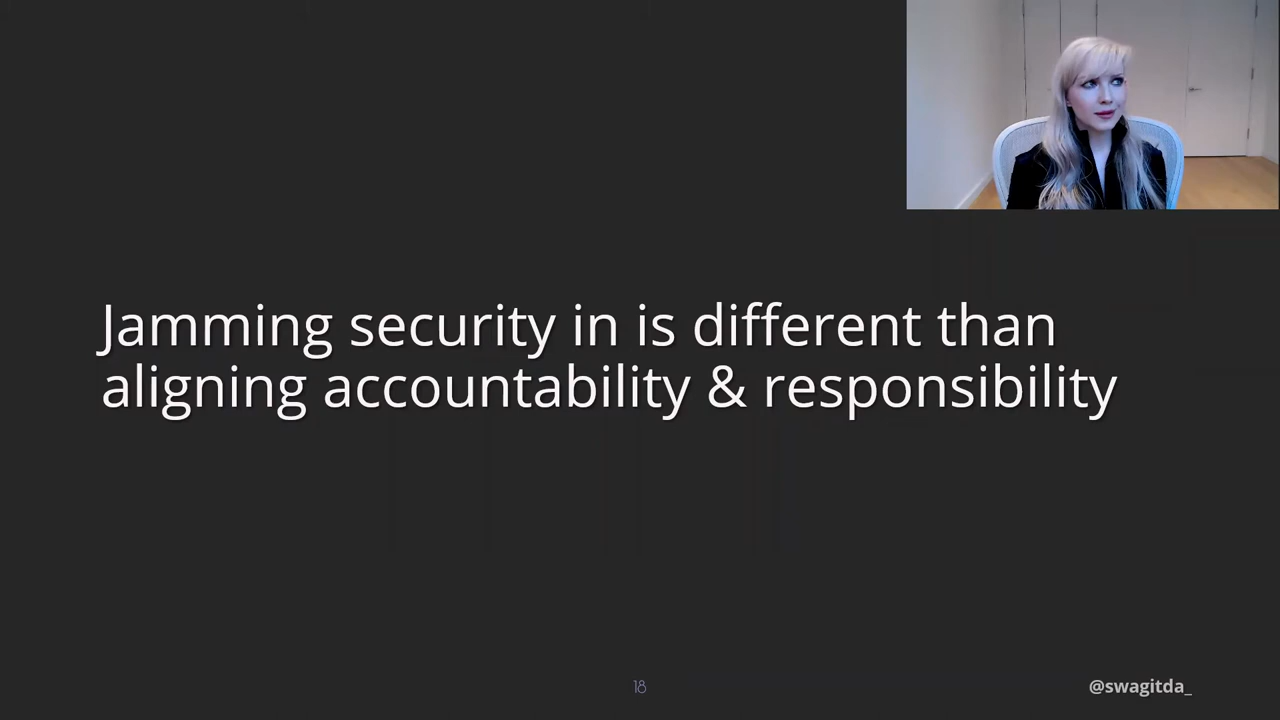 Jamming security in is different than
aligning accountability & responsibility
18
@swagitda_